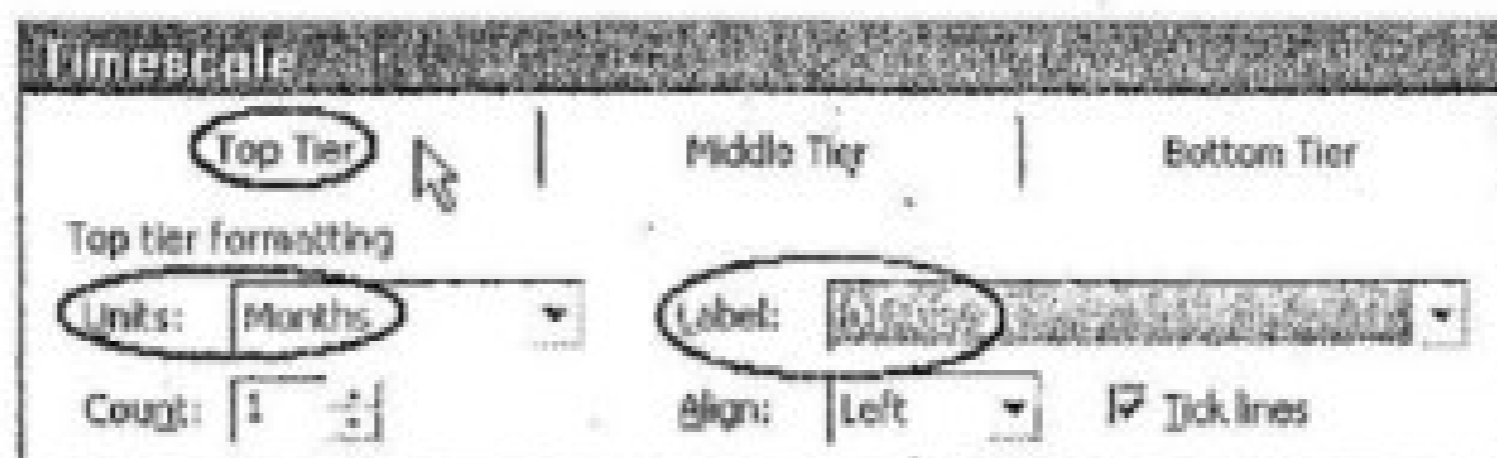 Timescale
Top Tier Middle Tier Bottom Tier
Top tier formatting
Units: Months Label:
Count: 1 Align: Left Tick lines